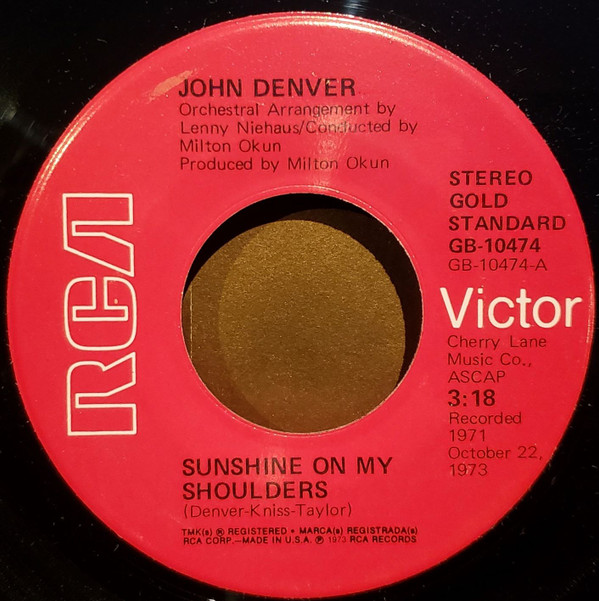 JOHN DENVER
Orchestral Arrangement by
Lenny Niehaus/Conducted by
Milton Okun
Produced by Milton Okun
STEREO
GOLD
STANDARD
GB-10474
GB-10474-A
RCA
Victor
Cherry Lane
Music Co.,
ASCAP
3:18
Recorded
1971
October 22,
1973
SUNSHINE ON MY
SHOULDERS
(Denver-Kniss-Taylor)
TMK(s) ® REGISTERED • MARCA(s) REGISTRADA(s)
RCA CORP.—MADE IN U.S.A. ℗ 1973 RCA RECORDS